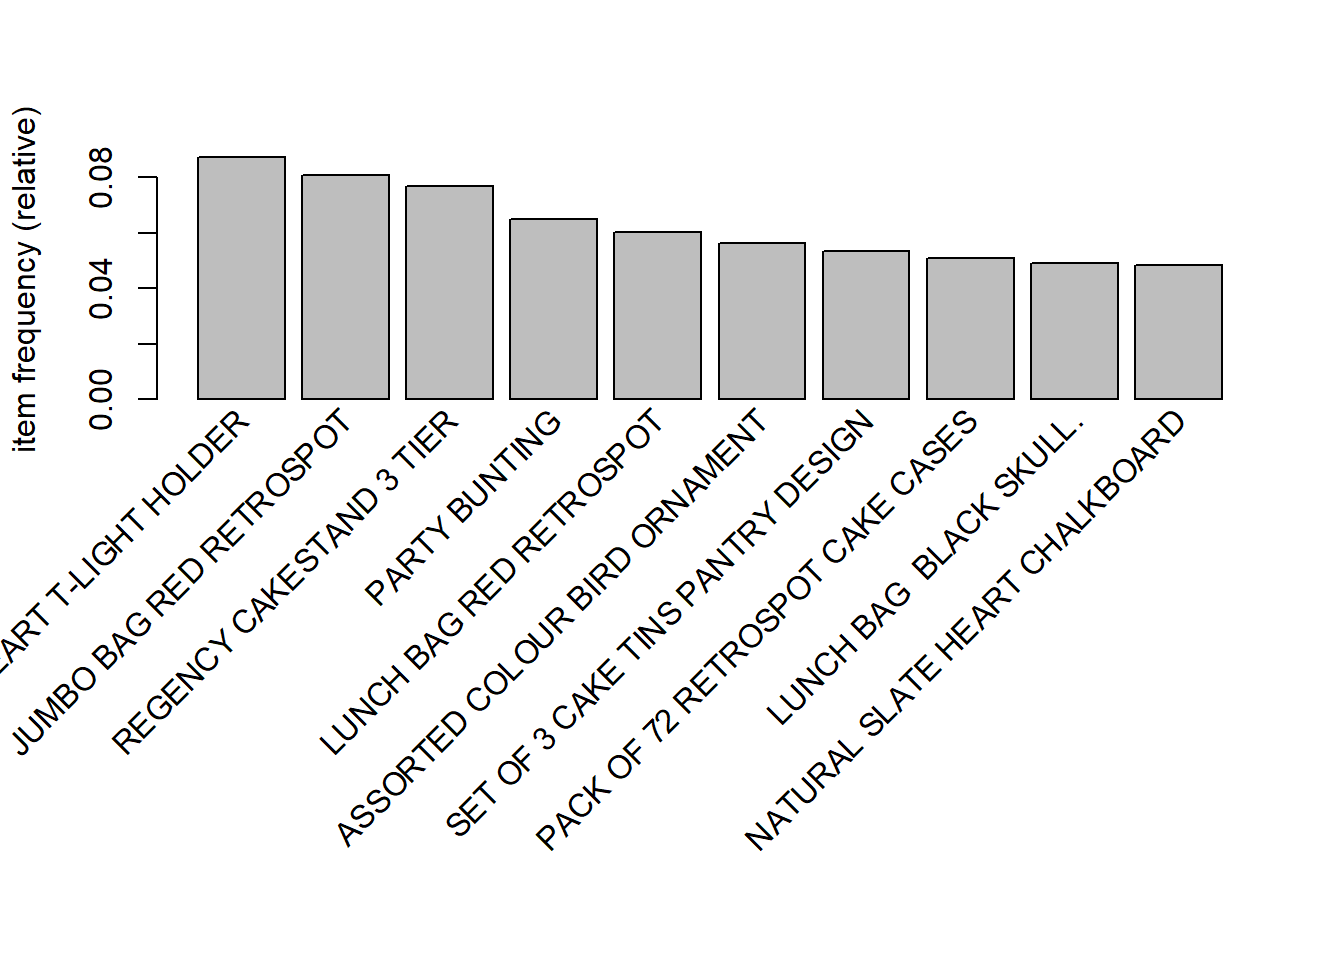 item frequency (relative)
0.08
0.04
0.00
T-LIGHT HOLDER
JUMBO BAG RED RETROSPOT
REGENCY CAKESTAND 3 TIER
PARTY BUNTING
LUNCH BAG RED RETROSPOT
ASSORTED COLOUR BIRD ORNAMENT
SET OF 3 CAKE TINS PANTRY DESIGN
PACK OF 72 RETROSPOT CAKE CASES
LUNCH BAG  BLACK SKULL.
NATURAL SLATE HEART CHALKBOARD